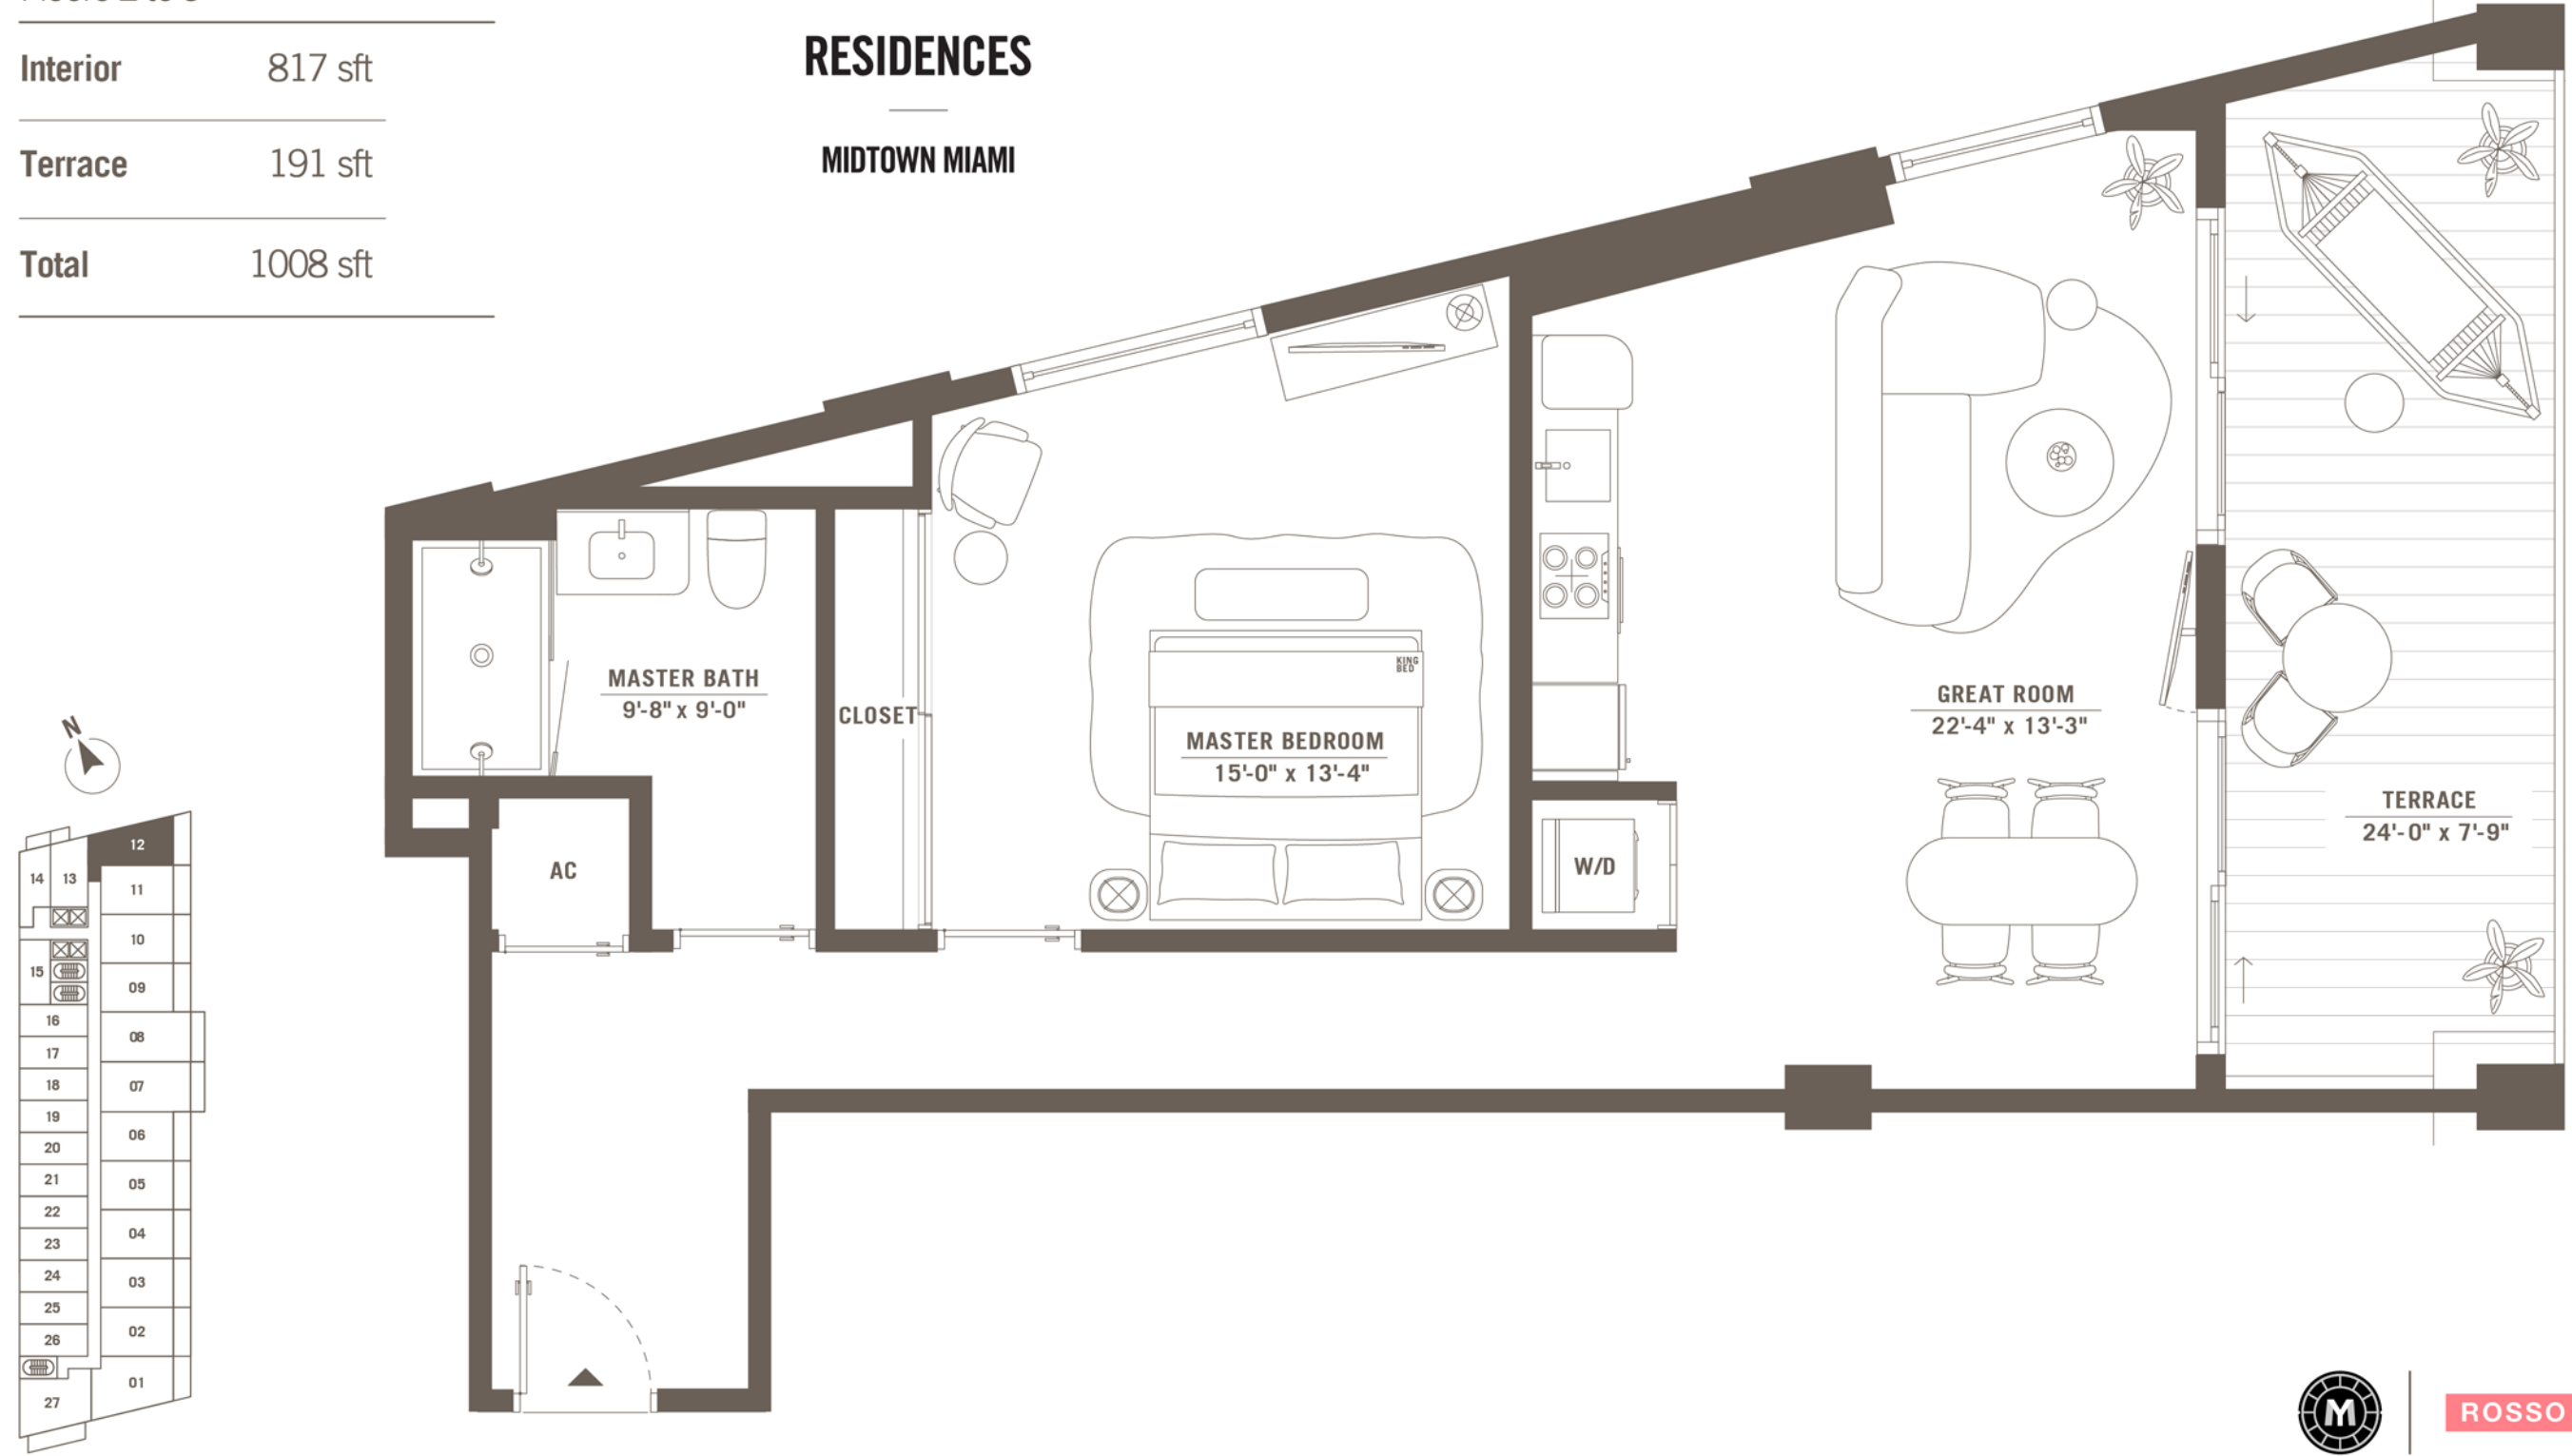 Interior 817 sft
Terrace 191 sft
Total 1008 sft
RESIDENCES
MIDTOWN MIAMI
MASTER BATH
9'-8" x 9'-0"
CLOSET
KING
BED
MASTER BEDROOM
15'-0" x 13'-4"
GREAT ROOM
22'-4" x 13'-3"
TERRACE
24'-0" x 7'-9"
AC
W/D
N
12
14 13
11
10
15
09
16
08
17
18
07
19
06
20
21
05
22
04
23
24
03
25
02
26
01
27
M
ROSSO